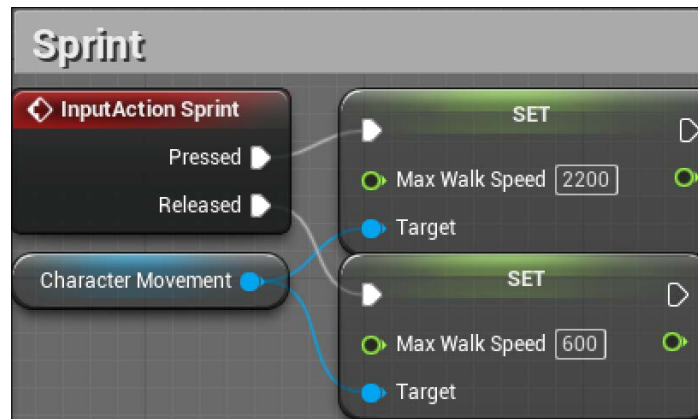 Sprint
InputAction Sprint
Pressed
Released
Character Movement
SET
Max Walk Speed 2200
Target
SET
Max Walk Speed 600
Target